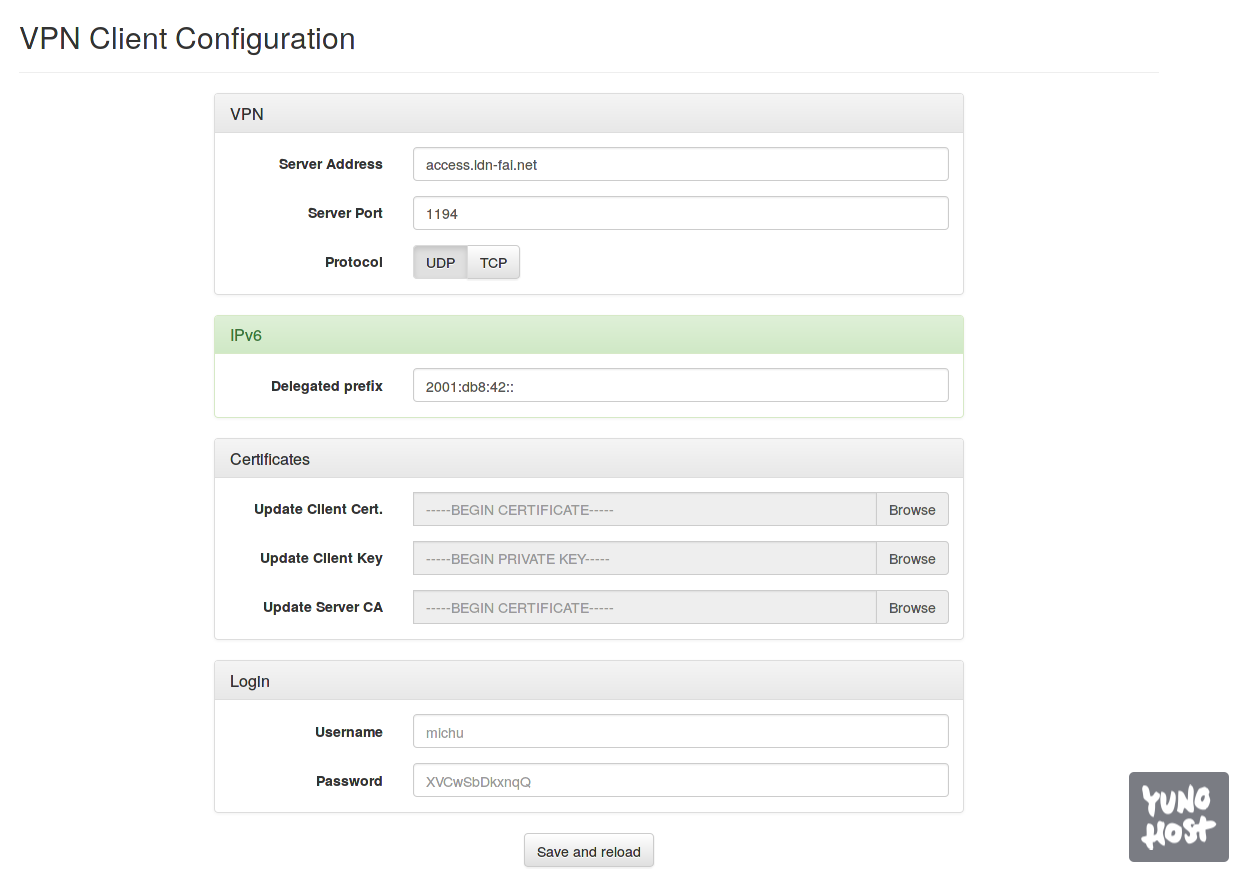 VPN Client Configuration
VPN
Server Address access.ldn-fai.net
Server Port 1194
Protocol UDP TCP
IPv6
Delegated prefix 2001:db8:42::
Certificates
Update Client Cert. -----BEGIN CERTIFICATE----- Browse
Update Client Key -----BEGIN PRIVATE KEY----- Browse
Update Server CA -----BEGIN CERTIFICATE----- Browse
Login
Username michu
Password XVCwSbDkxnqQ
Save and reload
YUNO
HOST